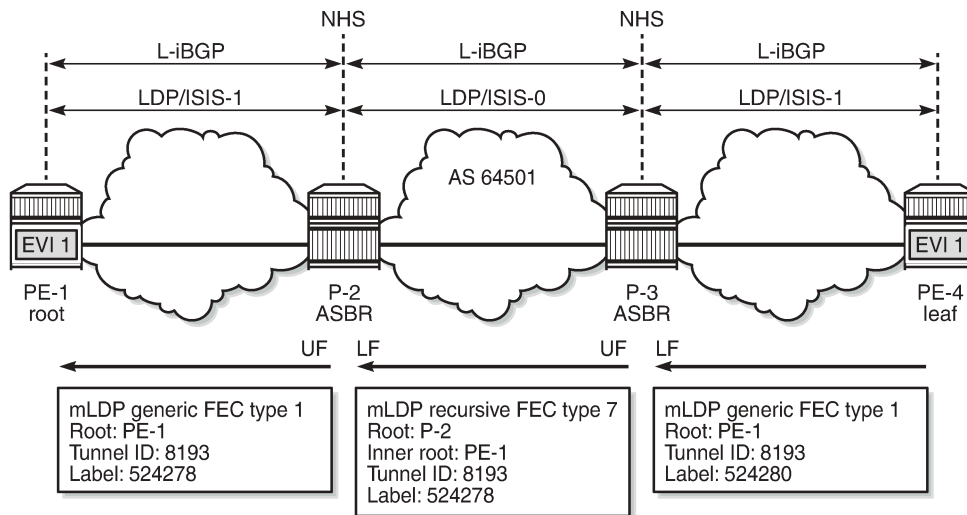 NHS NHS
L-iBGP L-iBGP L-iBGP
LDP/ISIS-1 LDP/ISIS-0 LDP/ISIS-1
AS 64501
EVI 1 EVI 1
PE-1
root
P-2
ASBR
P-3
ASBR
PE-4
leaf
UF LF UF LF
mLDP generic FEC type 1
Root: PE-1
Tunnel ID: 8193
Label: 524278
mLDP recursive FEC type 7
Root: P-2
Inner root: PE-1
Tunnel ID: 8193
Label: 524278
mLDP generic FEC type 1
Root: PE-1
Tunnel ID: 8193
Label: 524280